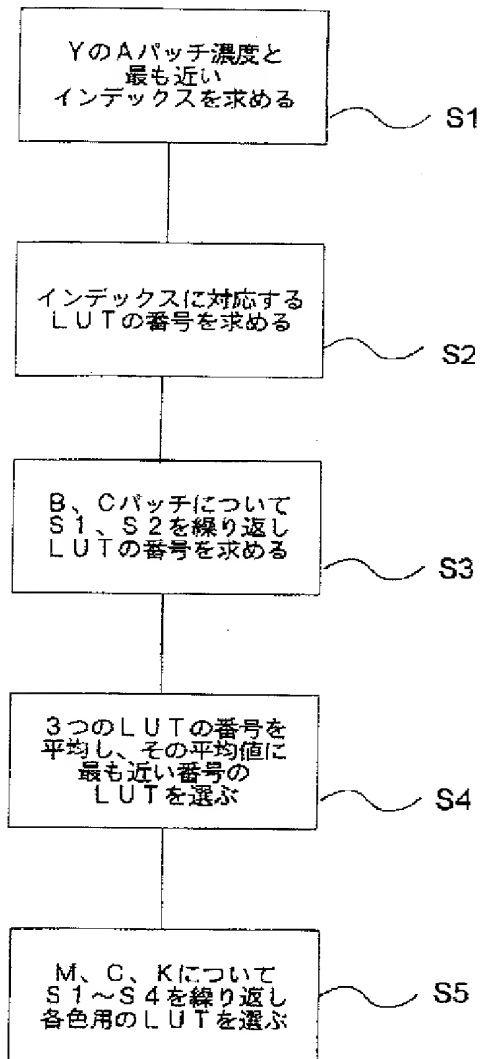 YのAパッチ濃度と
最も近い
インデックスを求める
S1
インデックスに対応する
LUTの番号を求める
S2
B、Cパッチについて
S1、S2を繰り返し
LUTの番号を求める
S3
3つのLUTの番号を
平均し、その平均値に
最も近い番号の
LUTを選ぶ
S4
M、C、Kについて
S1～S4を繰り返し
各色用のLUTを選ぶ
S5